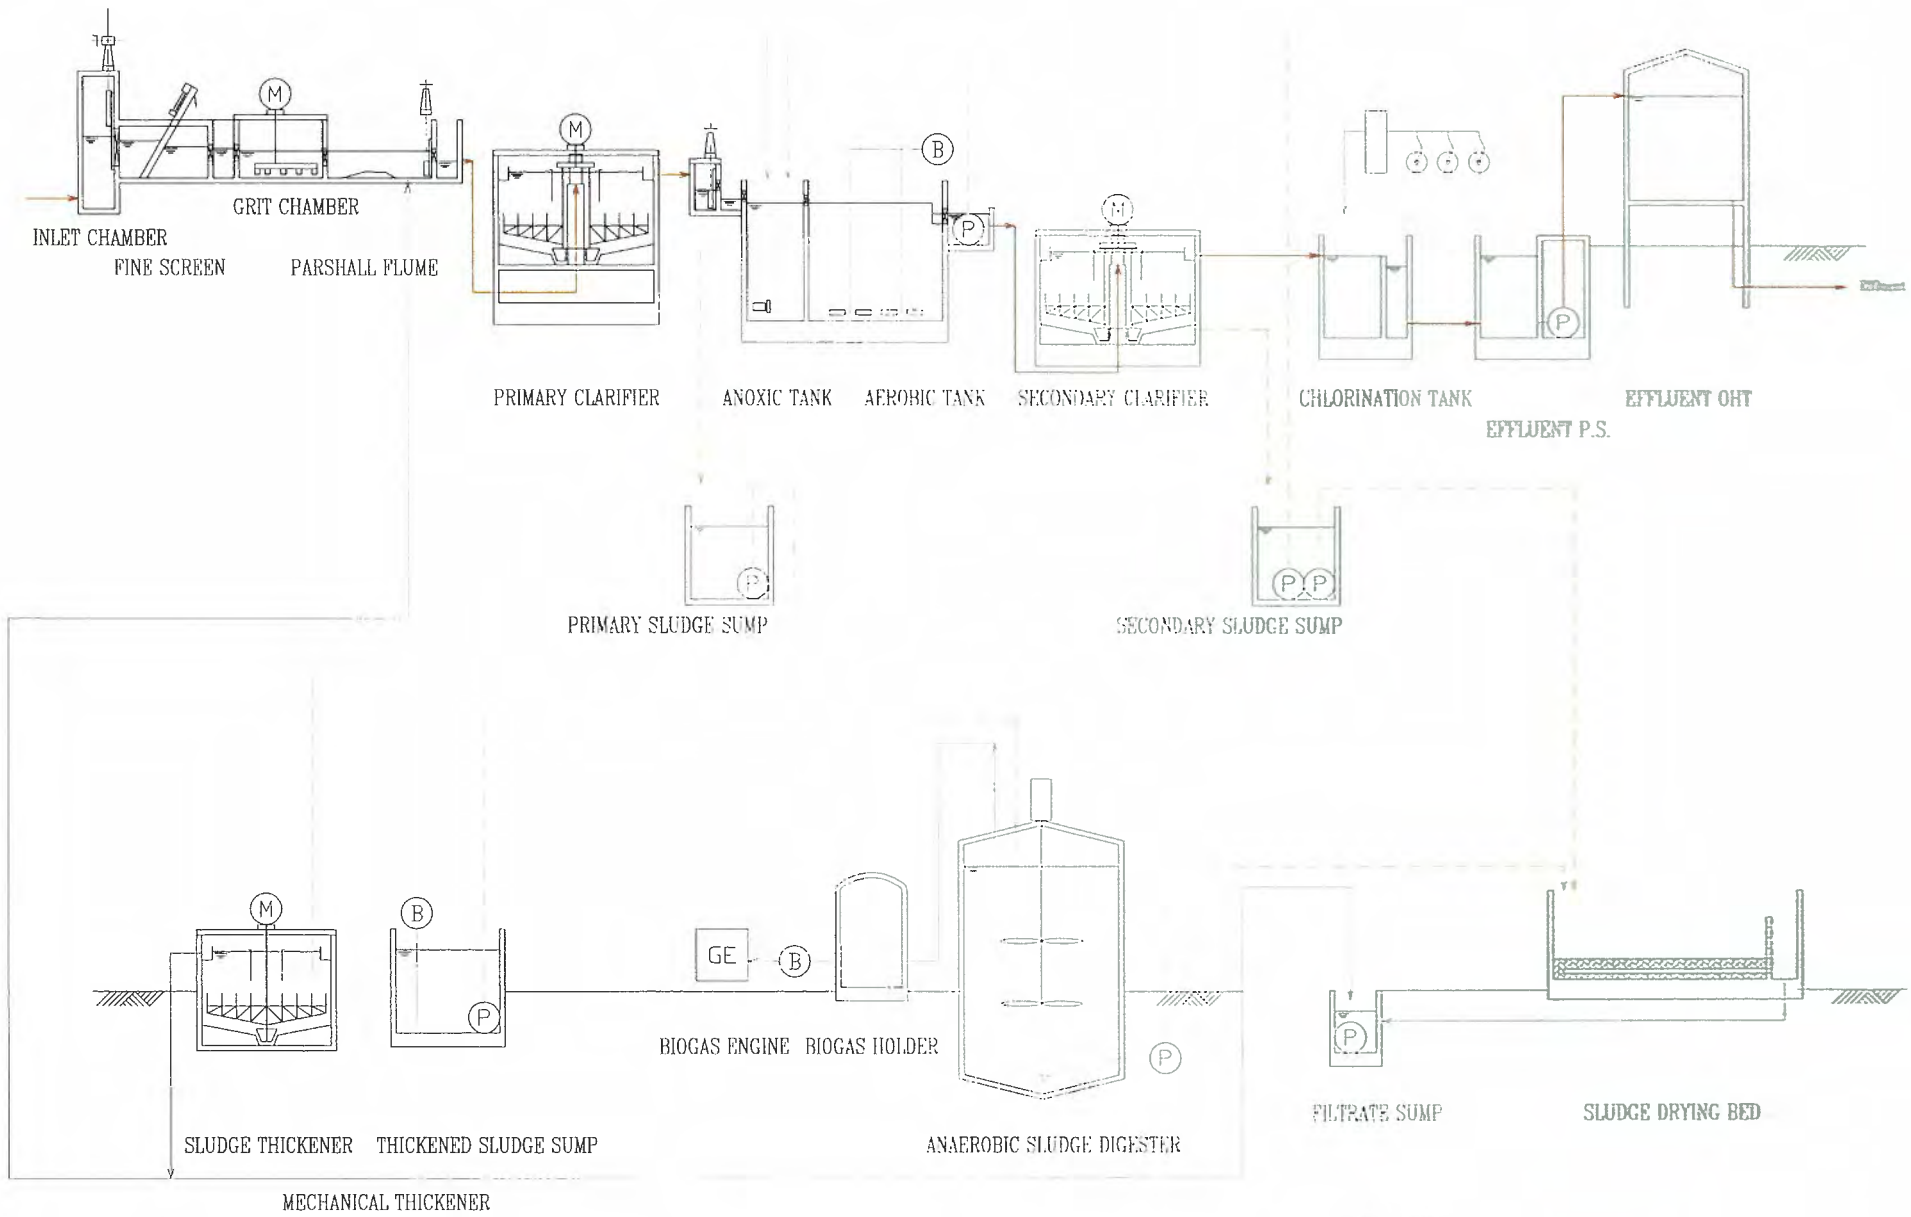 M
M
B
P
M
P
GRIT CHAMBER
INLET CHAMBER
FINE SCREEN
PARSHALL FLUME
PRIMARY CLARIFIER
ANOXIC TANK
AEROBIC TANK
SECONDARY CLARIFIER
CHLORINATION TANK
EFFLUENT P.S.
EFFLUENT OHT
P
P P
PRIMARY SLUDGE SUMP
SECONDARY SLUDGE SUMP
M
B
P
GE
B
P
P
BIOGAS ENGINE
BIOGAS HOLDER
SLUDGE THICKENER
THICKENED SLUDGE SUMP
ANAEROBIC SLUDGE DIGESTER
FILTRATE SUMP
SLUDGE DRYING BED
MECHANICAL THICKENER